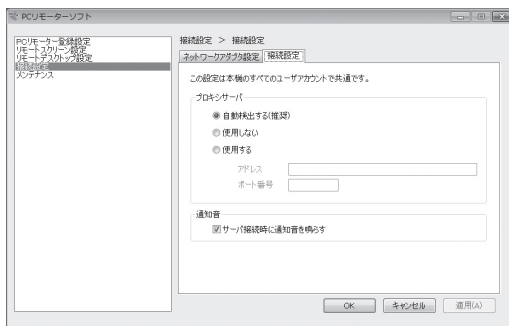 PCリモーターソフト
PCリモーター登録設定
リモートスクリーン設定
リモートデスクトップ設定
接続設定
メンテナンス
接続設定 > 接続設定
ネットワークアダプタ設定
接続設定
この設定は本機のすべてのユーザアカウントで共通です。
プロキシサーバ
自動検出する(推奨)
使用しない
使用する
アドレス
ポート番号
通知音
サーバ接続時に通知音を鳴らす
OK
キャンセル
適用(A)